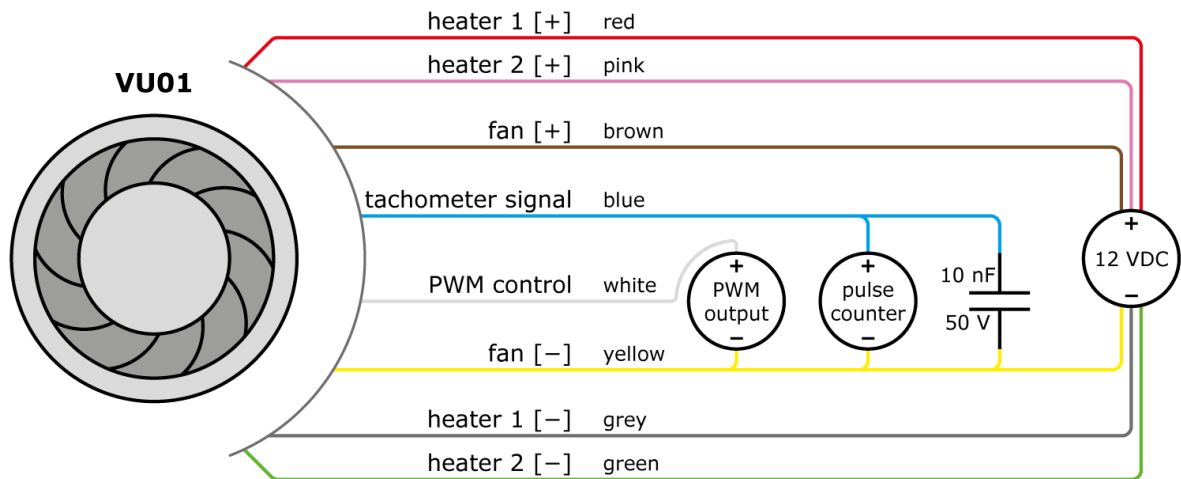 heater 1 [+] red
heater 2 [+] pink
VU01
fan [+] brown
tachometer signal blue
PWM control white
+
PWM
output
−
+
pulse
counter
−
10 nF
50 V
+
12 VDC
−
fan [−] yellow
heater 1 [−] grey
heater 2 [−] green